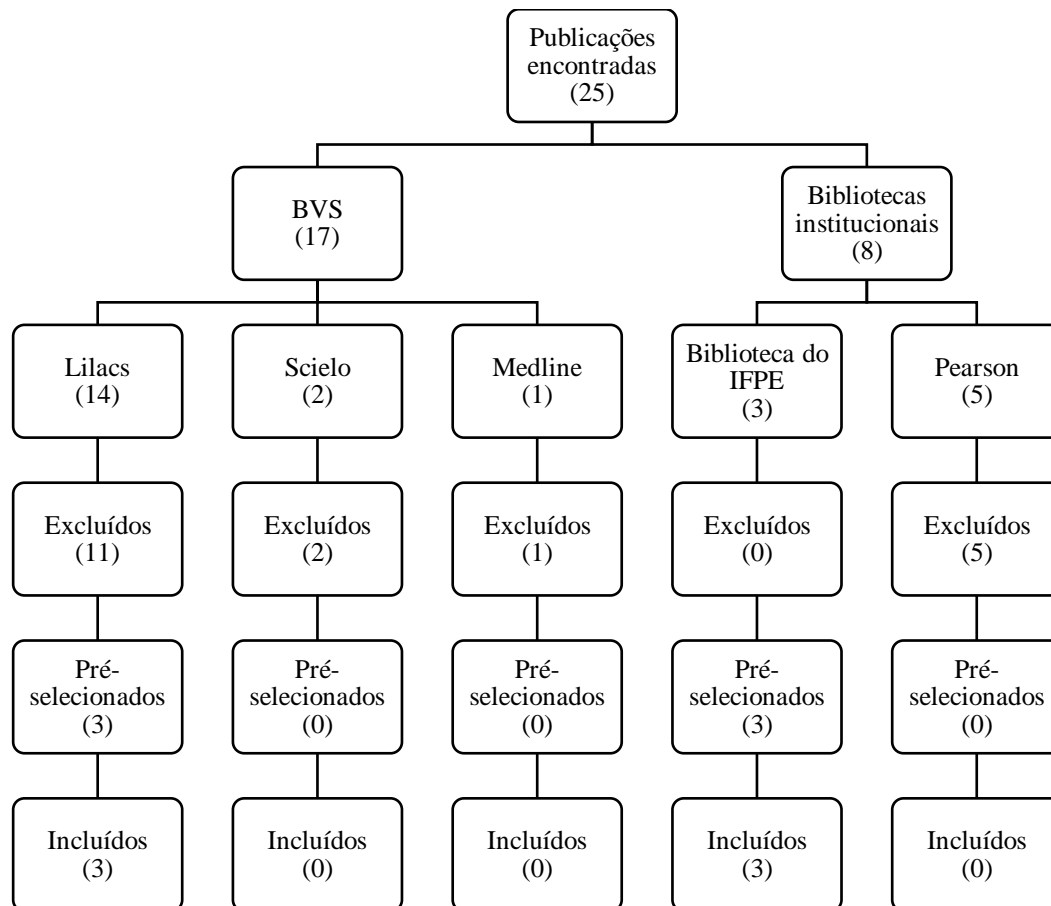 Publicações
encontradas
(25)
BVS
(17)
Bibliotecas
institucionais
(8)
Lilacs
(14)
Scielo
(2)
Medline
(1)
Biblioteca do
IFPE
(3)
Pearson
(5)
Excluídos
(11)
Excluídos
(2)
Excluídos
(1)
Excluídos
(0)
Excluídos
(5)
Pré-
selecionados
(3)
Pré-
selecionados
(0)
Pré-
selecionados
(0)
Pré-
selecionados
(3)
Pré-
selecionados
(0)
Incluídos
(3)
Incluídos
(0)
Incluídos
(0)
Incluídos
(3)
Incluídos
(0)